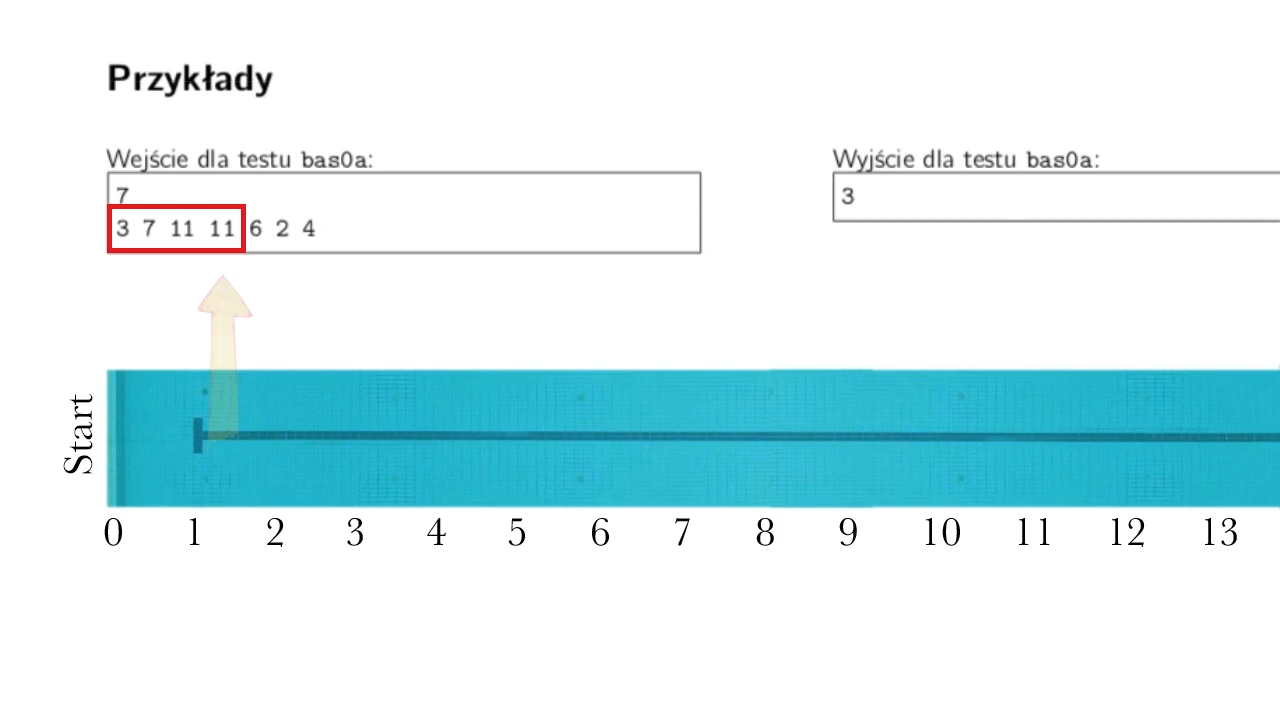 Przykłady
Wejście dla testu bas0a:
7
3 7 11 11 6 2 4
Wyjście dla testu bas0a:
3
Start
0 1 2 3 4 5 6 7 8 9 10 11 12 13